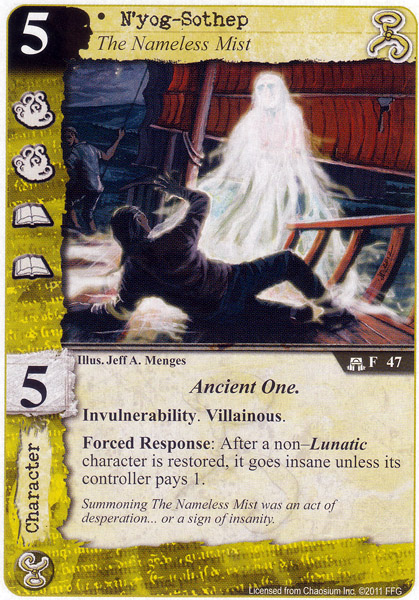 5
• N'yog-Sothep
The Nameless Mist
Illus. Jeff A. Menges
F 47
5
Ancient One.
Invulnerability. Villainous.
Forced Response: After a non–Lunatic
character is restored, it goes insane unless its
controller pays 1.
Summoning The Nameless Mist was an act of
desperation... or a sign of insanity.
Character
Licensed from Chaosium Inc. ©2011 FFG